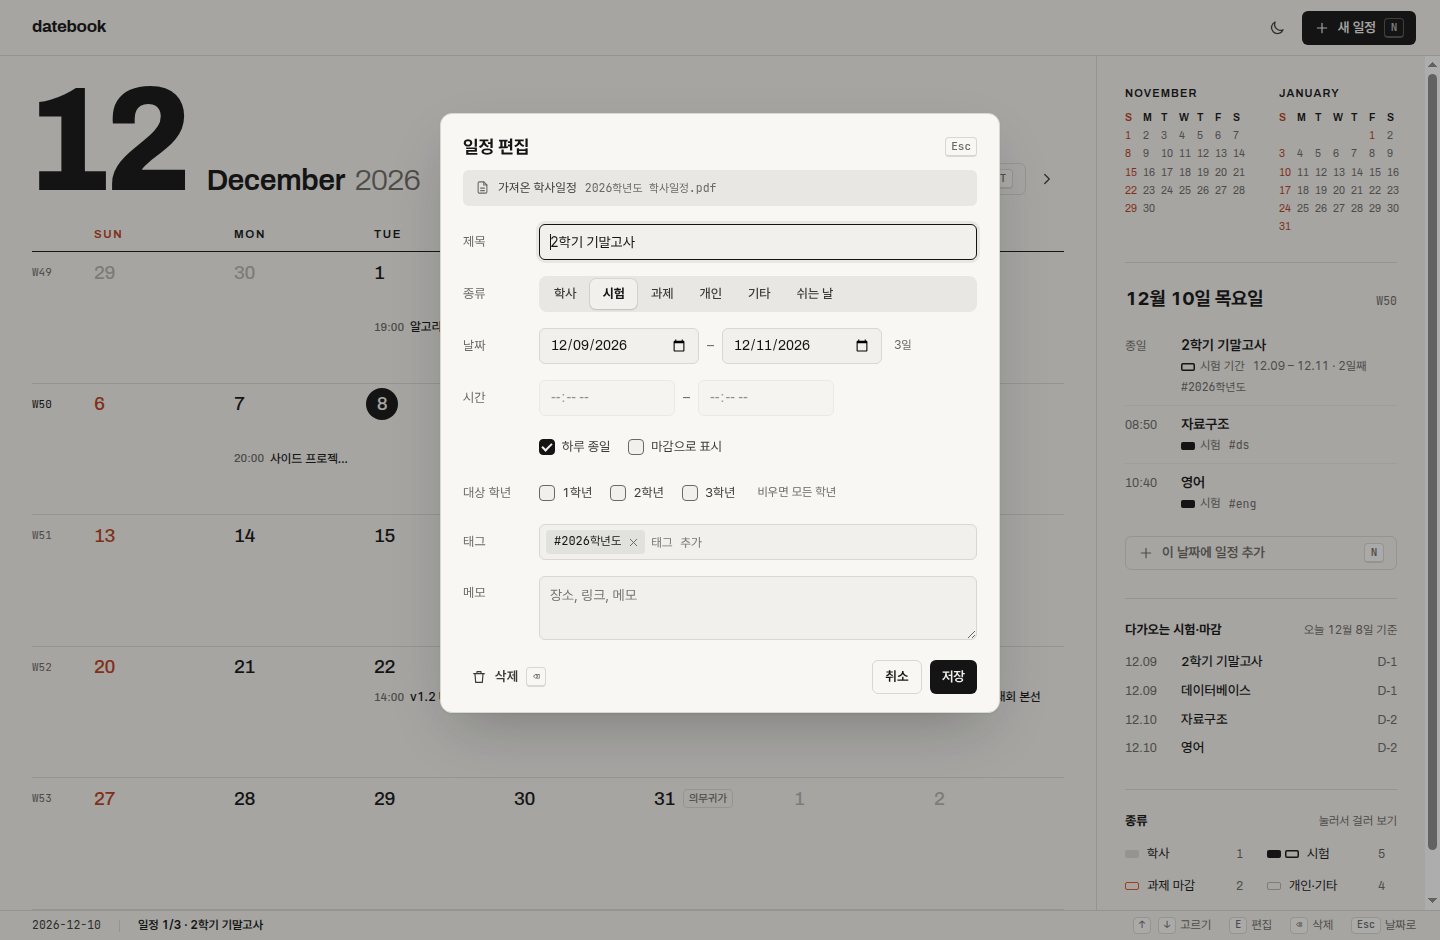 datebook
새 일정 N
12 December 2026
T
SUN MON TUE
W49 29 30 1
19:00 알고리
W50 6 7 8
20:00 사이드 프로젝…
W51 13 14 15
W52 20 21 22
14:00 v1.2
대회 본선
W53 27 28 29 30 31 의무귀가 1 2
일정 편집 Esc
가져온 학사일정 2026학년도 학사일정.pdf
제목 2학기 기말고사
종류 학사 시험 과제 개인 기타 쉬는 날
날짜 12/09/2026 – 12/11/2026 3일
시간 --:-- -- – --:-- --
하루 종일 마감으로 표시
대상 학년 1학년 2학년 3학년 비우면 모든 학년
태그 #2026학년도 태그 추가
메모 장소, 링크, 메모
삭제 ⌫ 취소 저장
NOVEMBER
S M T W T F S
1 2 3 4 5 6 7
8 9 10 11 12 13 14
15 16 17 18 19 20 21
22 23 24 25 26 27 28
29 30
JANUARY
S M T W T F S
1 2
3 4 5 6 7 8 9
10 11 12 13 14 15 16
17 18 19 20 21 22 23
24 25 26 27 28 29 30
31
12월 10일 목요일 W50
종일 2학기 기말고사
시험 기간 12.09 – 12.11 · 2일째
#2026학년도
08:50 자료구조
시험 #ds
10:40 영어
시험 #eng
이 날짜에 일정 추가 N
다가오는 시험·마감 오늘 12월 8일 기준
12.09 2학기 기말고사 D-1
12.09 데이터베이스 D-1
12.10 자료구조 D-2
12.10 영어 D-2
종류 눌러서 걸러 보기
학사 1 시험 5
과제 마감 2 개인·기타 4
2026-12-10 일정 1/3 · 2학기 기말고사 ↑ ↓ 고르기 E 편집 ⌫ 삭제 Esc 날짜로